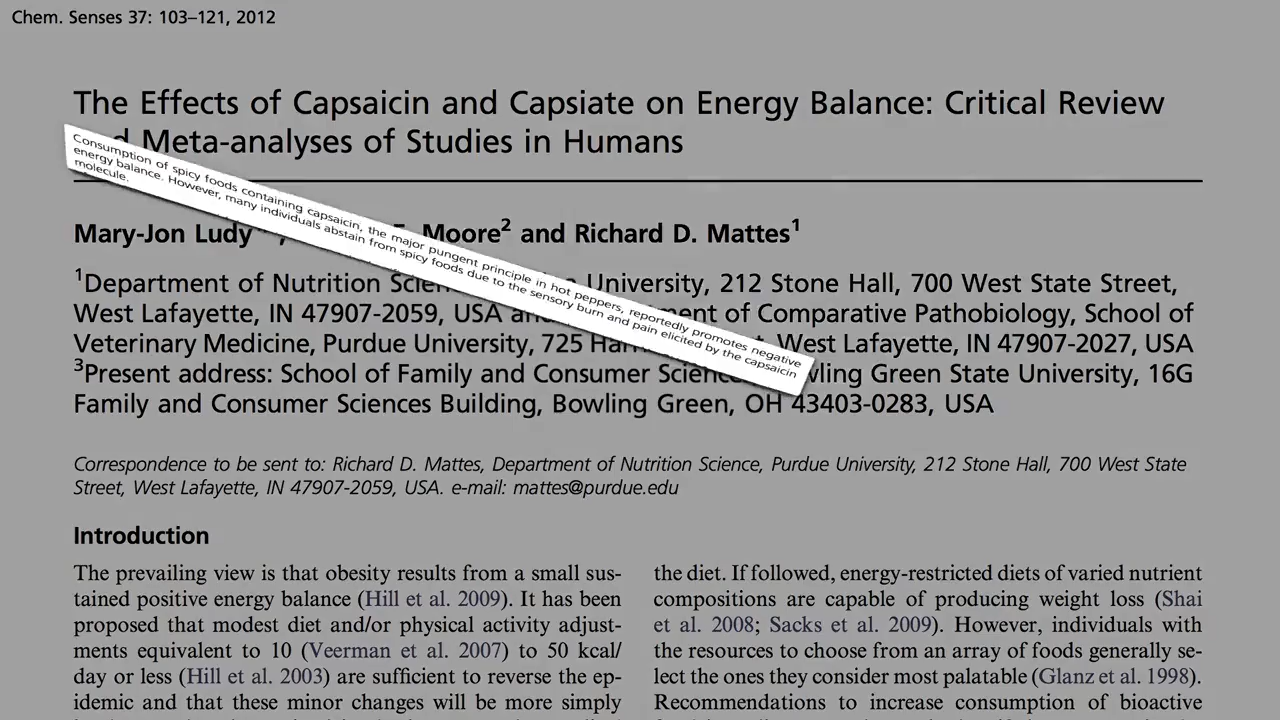 Chem. Senses 37: 103–121, 2012
The Effects of Capsaicin and Capsiate on Energy Balance: Critical Review
Meta-analyses of Studies in Humans
Consumption of spicy foods containing capsaicin, the major pungent principle in hot peppers, reportedly promotes negative
energy balance. However, many individuals abstain from spicy foods due to the sensory burn and pain elicited by the capsaicin
molecule.
Mary-Jon Ludy Moore2 and Richard D. Mattes1
1Department of Nutrition University, 212 Stone Hall, 700 West State Street,
West Lafayette, IN 47907-2059, USA of Comparative Pathobiology, School of
Veterinary Medicine, Purdue University, 725 West Lafayette, IN 47907-2027, USA
3Present address: School of Family and Consumer Green State University, 16G
Family and Consumer Sciences Building, Bowling Green, OH 43403-0283, USA
Correspondence to be sent to: Richard D. Mattes, Department of Nutrition Science, Purdue University, 212 Stone Hall, 700 West State
Street, West Lafayette, IN 47907-2059, USA. e-mail: mattes@purdue.edu
Introduction
The prevailing view is that obesity results from a small sus-
tained positive energy balance (Hill et al. 2009). It has been
proposed that modest diet and/or physical activity adjust-
ments equivalent to 10 (Veerman et al. 2007) to 50 kcal/
day or less (Hill et al. 2003) are sufficient to reverse the ep-
idemic and that these minor changes will be more simply
the diet. If followed, energy-restricted diets of varied nutrient
compositions are capable of producing weight loss (Shai
et al. 2008; Sacks et al. 2009). However, individuals with
the resources to choose from an array of foods generally se-
lect the ones they consider most palatable (Glanz et al. 1998).
Recommendations to increase consumption of bioactive